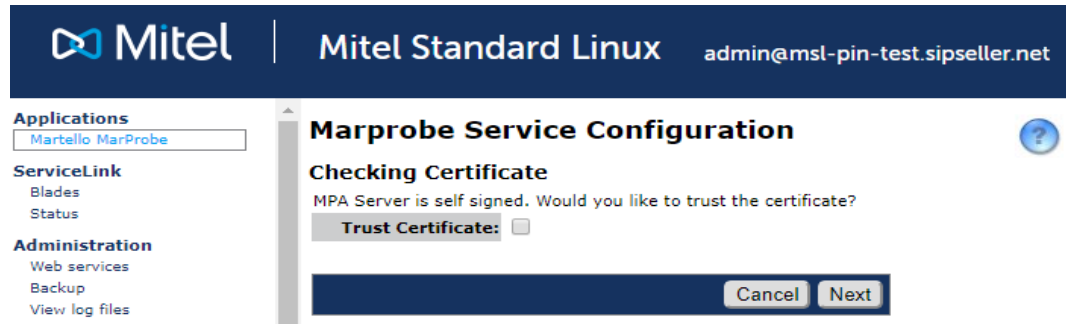 Mitel
Mitel Standard Linux
admin@msl-pin-test.sipseller.net
Applications
Martello MarProbe
ServiceLink
Blades
Status
Administration
Web services
Backup
View log files
Marprobe Service Configuration
?
Checking Certificate
MPA Server is self signed. Would you like to trust the certificate?
Trust Certificate:
Cancel Next